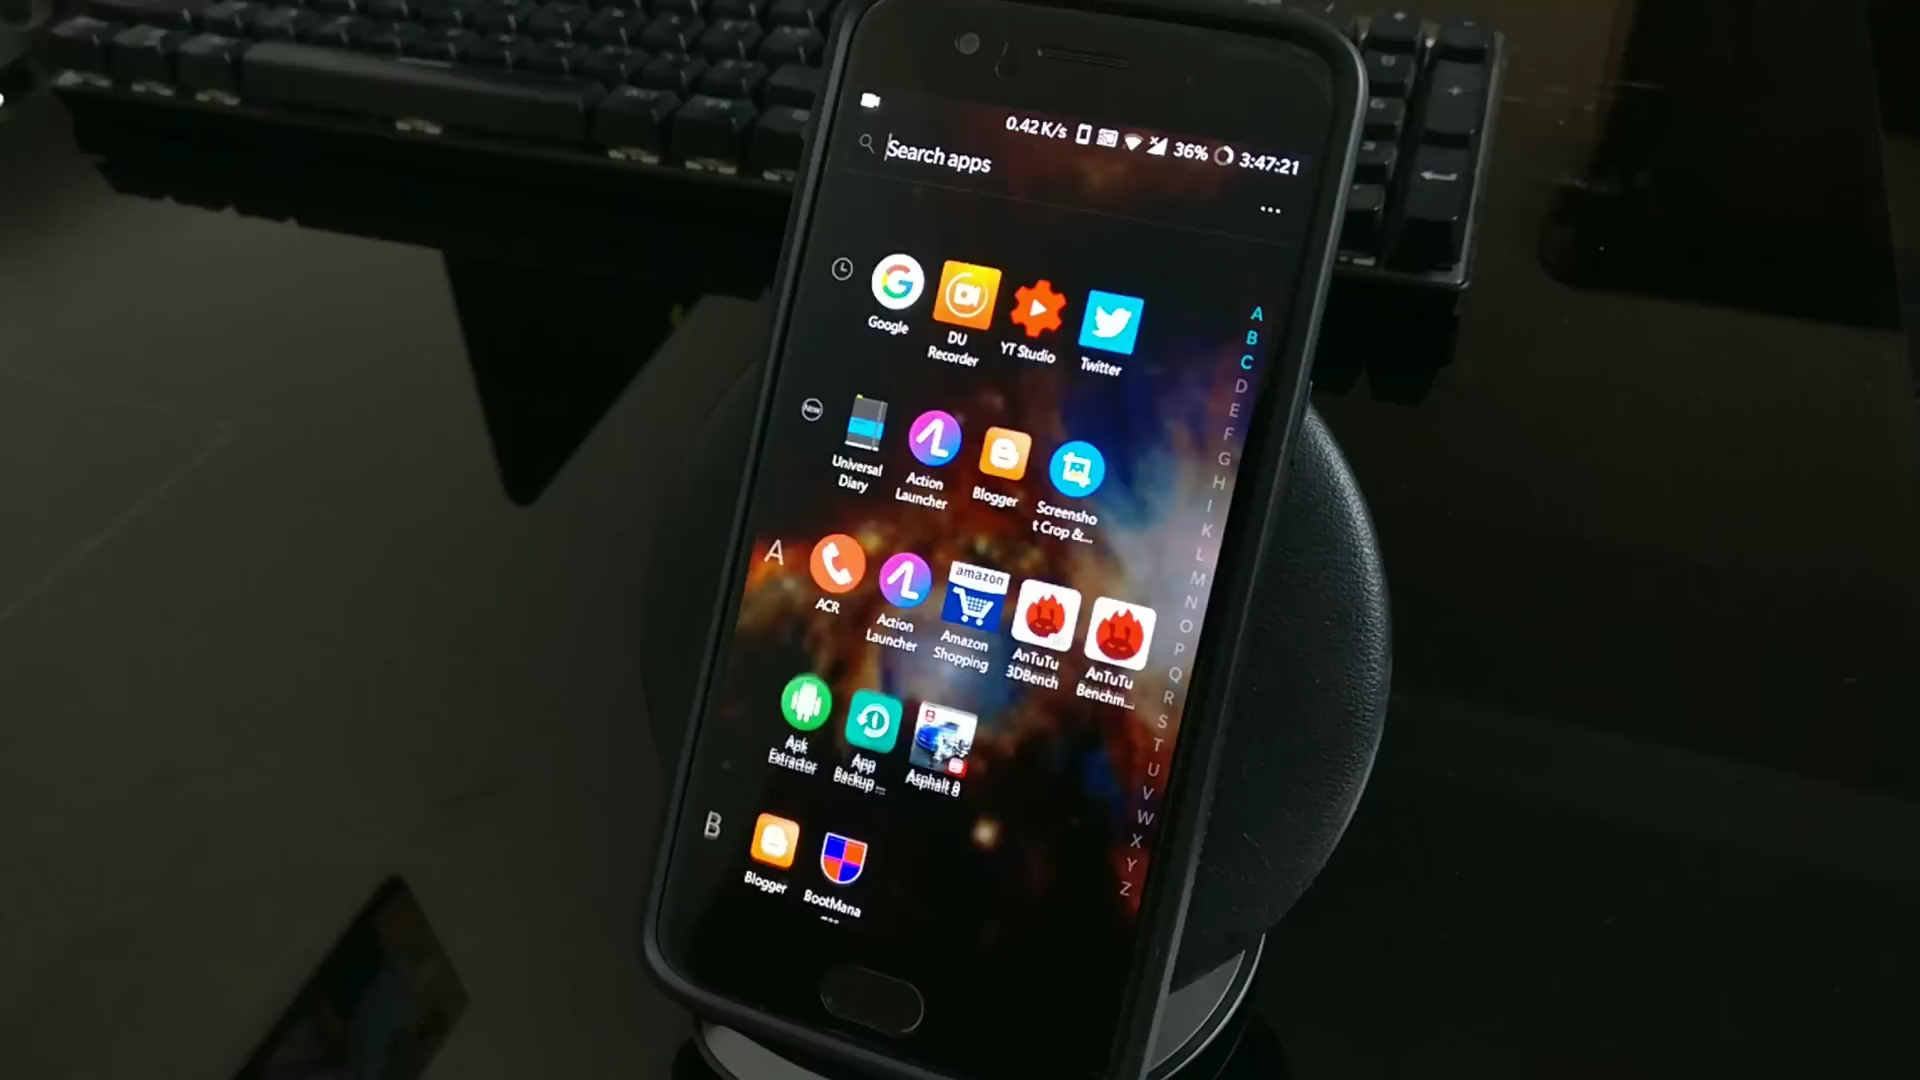 0.42 K/s 36% 3:47:21
Search apps
...
Google
DU
Recorder
YT Studio
Twitter
New
Universal
Diary
Action
Launcher
Blogger
Screensho
t Crop &...
A
ACR
Action
Launcher
amazon
Amazon
Shopping
AnTuTu
3DBench
AnTuTu
Benchm...
Apk
Extractor
App
Backup ...
Asphalt 8
B
Blogger
BootMana
...
A
B
C
D
E
F
G
H
I
K
L
M
N
O
P
Q
R
S
T
U
V
W
X
Y
Z